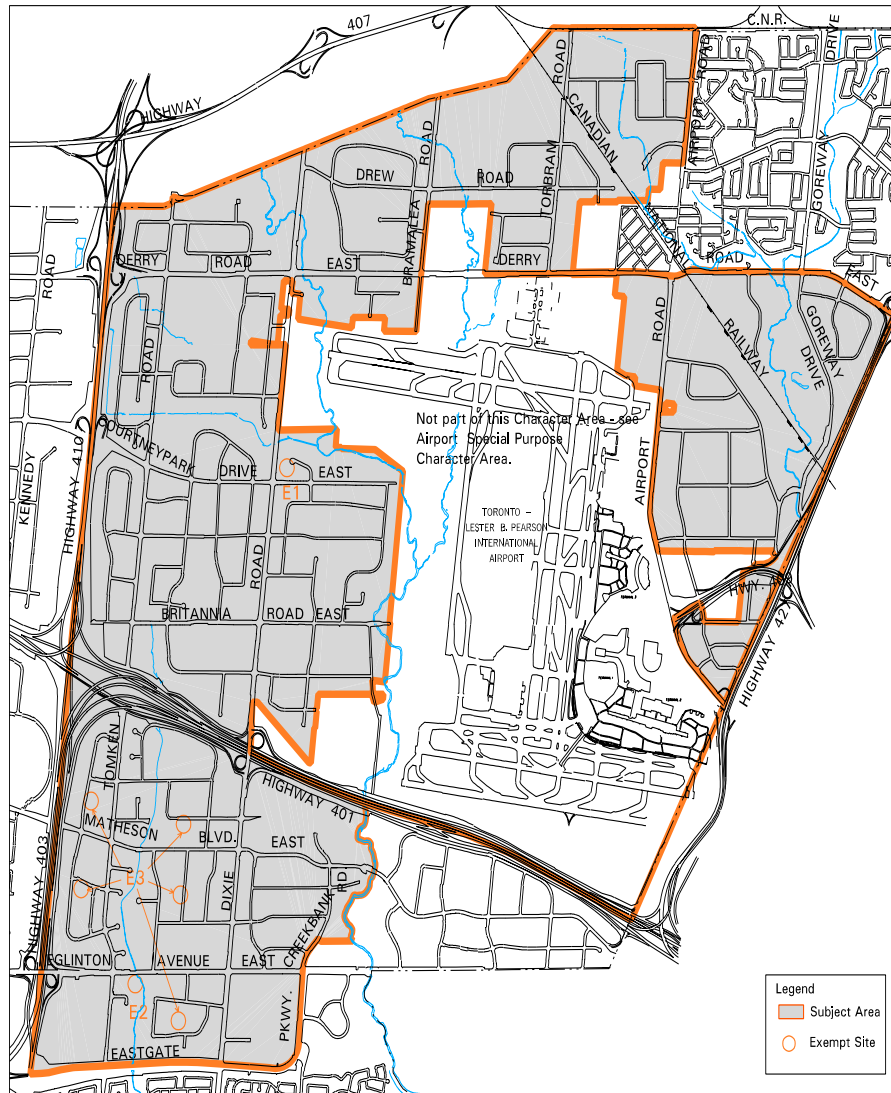 407
C.N.R.
HIGHWAY
ROAD
ROAD
DRIVE
CANADIAN
AIRPORT
GOREWAY
ROAD
DREW
ROAD
TORBRAM
BRAMALEA
NATIONAL
ROAD
DERRY
ROAD
EAST
DERRY
ROAD
EAST
ROAD
ROAD
RAILWAY
GOREWAY
DRIVE
Not part of this Character Area - see
Airport Special Purpose
Character Area.
COURTNEYPARK
DRIVE
EAST
E1
KENNEDY
HIGHWAY 410
AIRPORT
TORONTO -
LESTER B. PEARSON
INTERNATIONAL
AIRPORT
ROAD
HWY. 409
BRITANNIA
ROAD
EAST
HIGHWAY 427
TOMKEN
HIGHWAY 401
MATHESON
BLVD.
EAST
E3
DIXIE
CREEKBANK
RD
HIGHWAY 403
EGLINTON
AVENUE
EAST
E2
PKWY.
EASTGATE
Legend
Subject Area
Exempt Site